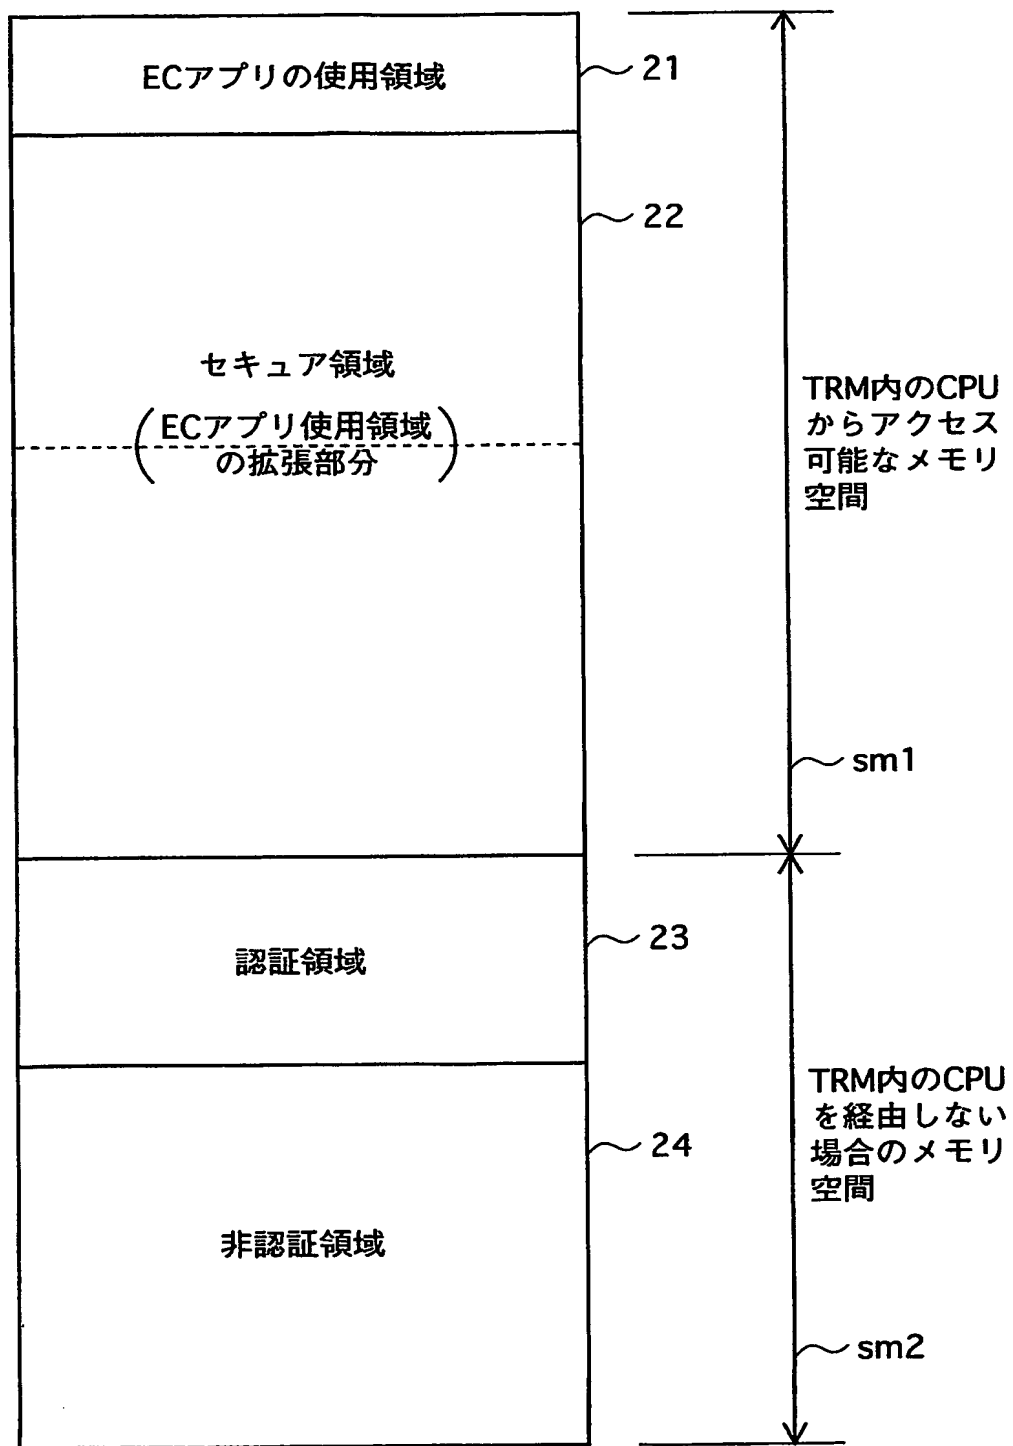 ECアプリの使用領域
21
22
セキュア領域
(ECアプリ使用領域
の拡張部分)
TRM内のCPU
からアクセス
可能なメモリ
空間
sm1
認証領域
23
TRM内のCPU
を経由しない
場合のメモリ
空間
24
非認証領域
sm2